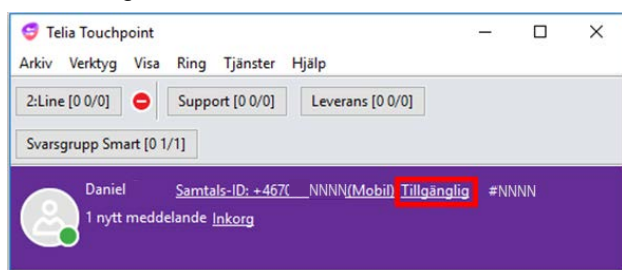 Telia Touchpoint
Arkiv Verktyg Visa Ring Tjänster Hjälp
2:Line [0 0/0] Support [0 0/0] Leverans [0 0/0]
Svarsgrupp Smart [0 1/1]
Daniel Samtals-ID: +467( NNNN(Mobil) Tillgänglig #NNNN
1 nytt meddelande Inkorg